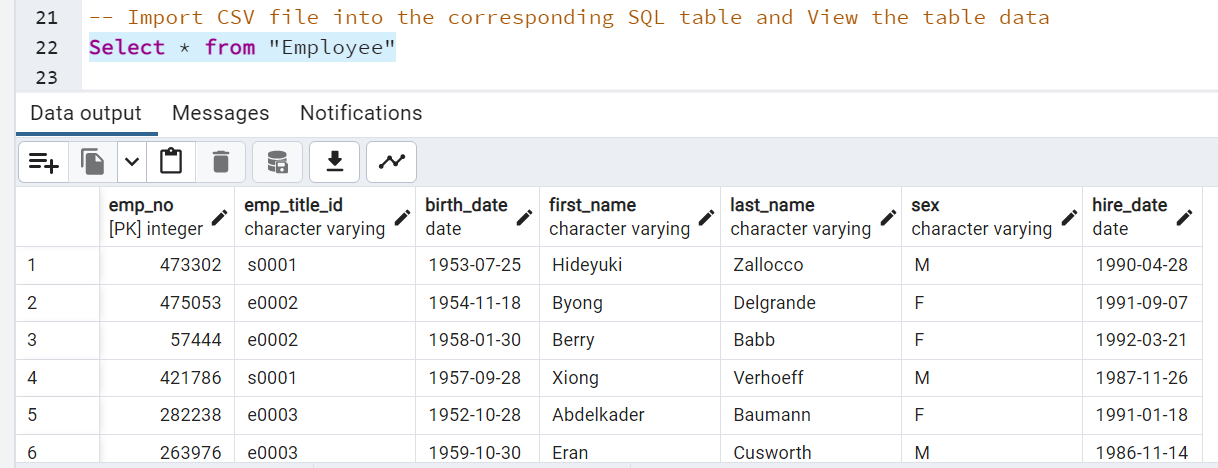 21 -- Import CSV file into the corresponding SQL table and View the table data
22 Select * from "Employee"
23
Data output Messages Notifications
emp_no emp_title_id birth_date first_name last_name sex hire_date
[PK] integer character varying date character varying character varying character varying date
1 473302 s0001 1953-07-25 Hideyuki Zallocco M 1990-04-28
2 475053 e0002 1954-11-18 Byong Delgrande F 1991-09-07
3 57444 e0002 1958-01-30 Berry Babb F 1992-03-21
4 421786 s0001 1957-09-28 Xiong Verhoeff M 1987-11-26
5 282238 e0003 1952-10-28 Abdelkader Baumann F 1991-01-18
6 263976 e0003 1959-10-30 Eran Cusworth M 1986-11-14